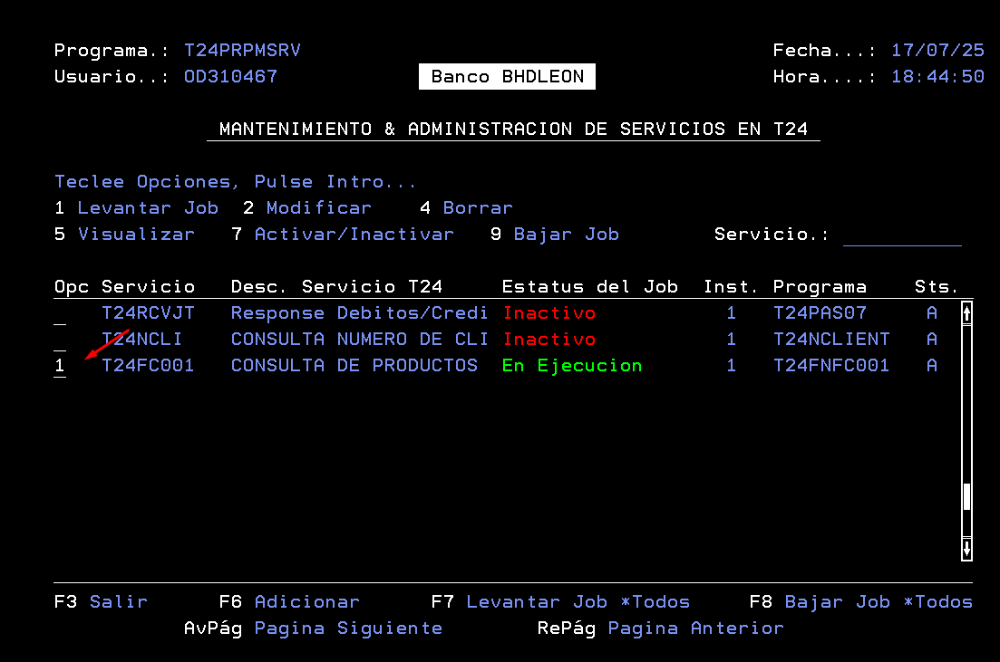 Programa.: T24PRPMSRV Fecha...: 17/07/25
Usuario..: OD310467 Banco BHDLEON Hora....: 18:44:50
MANTENIMIENTO & ADMINISTRACION DE SERVICIOS EN T24
Teclee Opciones, Pulse Intro...
1 Levantar Job 2 Modificar 4 Borrar
5 Visualizar 7 Activar/Inactivar 9 Bajar Job Servicio.:
Opc Servicio Desc. Servicio T24 Estatus del Job Inst. Programa Sts.
T24RCVJT Response Debitos/Credi Inactivo 1 T24PAS07 A
T24NCLI CONSULTA NUMERO DE CLI Inactivo 1 T24NCLIENT A
1 T24FC001 CONSULTA DE PRODUCTOS En Ejecucion 1 T24FNFC001 A
F3 Salir F6 Adicionar F7 Levantar Job *Todos F8 Bajar Job *Todos
AvPág Pagina Siguiente RePág Pagina Anterior